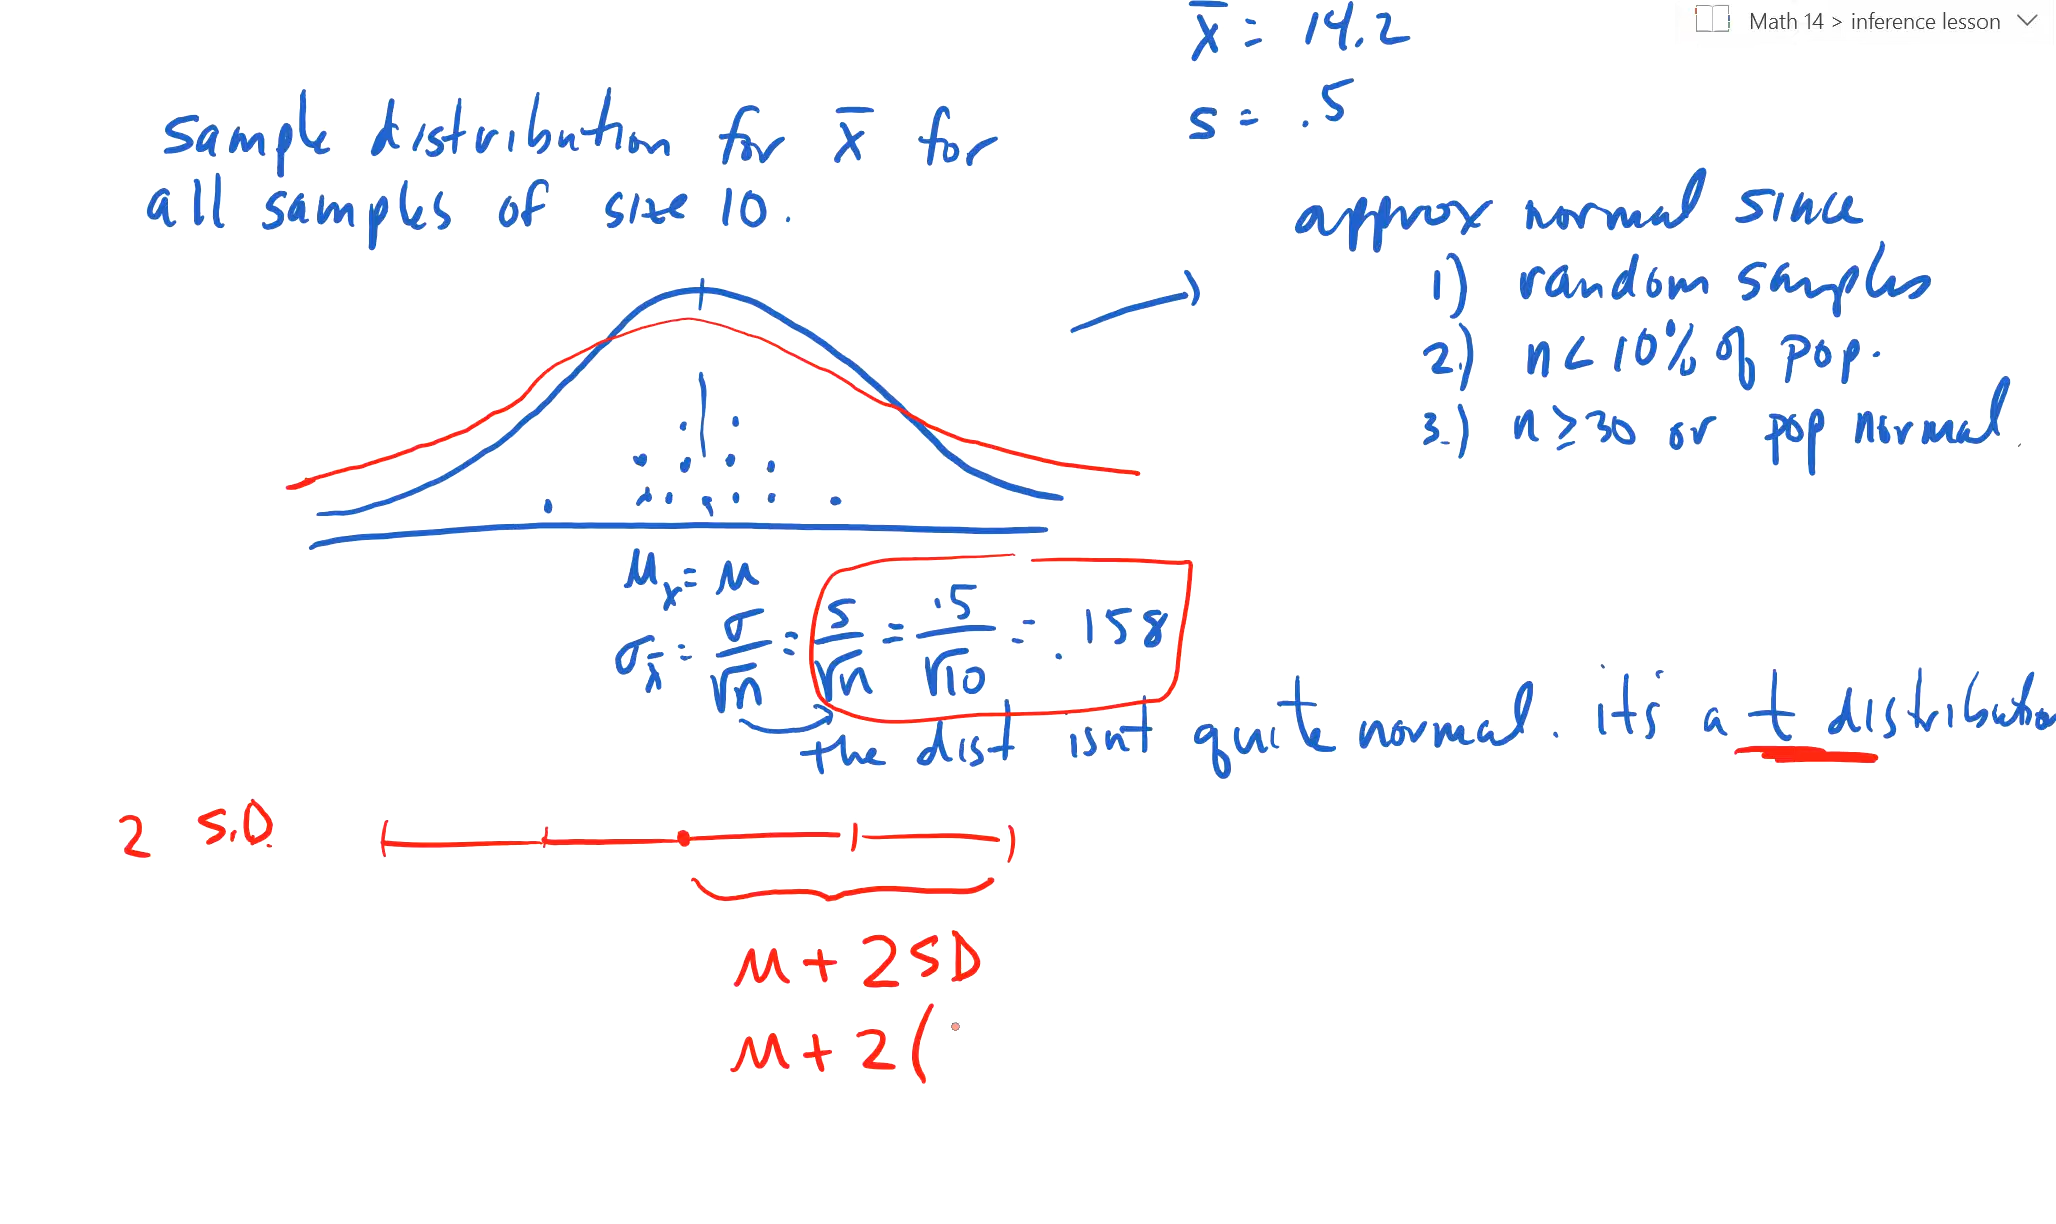 x̄ = 14.2
Math 14 > inference lesson
s = .5
sample distribution for x̄ for
all samples of size 10.
approx normal since
1) random samples
2.) n < 10% of pop.
3.) n ≥ 30 or pop normal.
μx̄ = μ
σx̄ = σ/√n = s/√n = .5/√10 = .158
the dist isnt quite normal. it's a t distribution
2 S.D.
μ + 2SD
μ + 2(